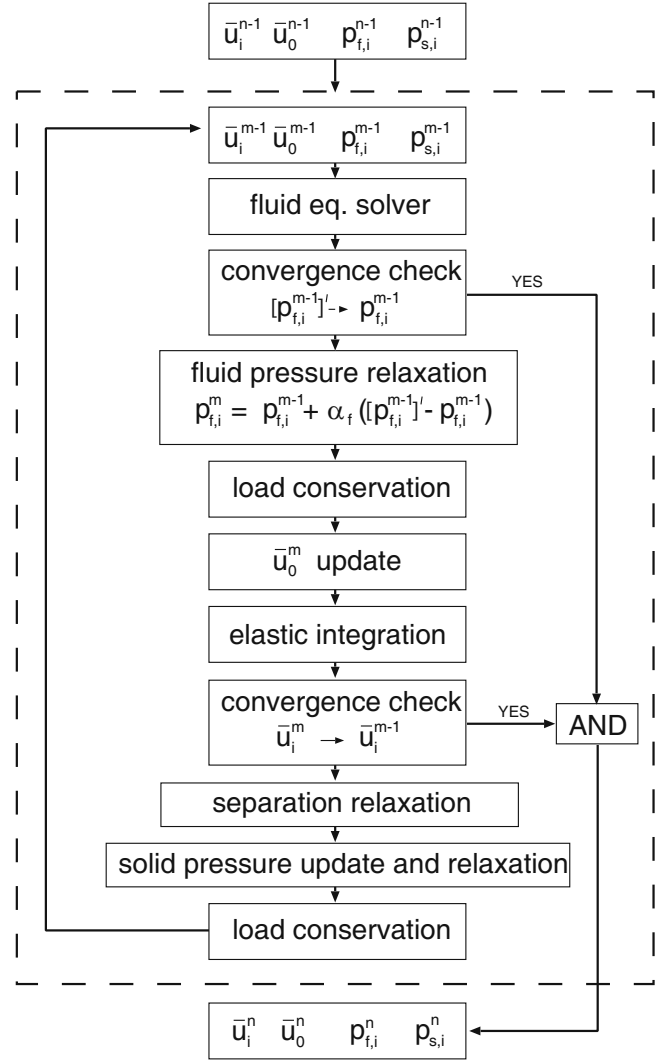 ū_i^{n-1} ū_0^{n-1} p_{f,i}^{n-1} p_{s,i}^{n-1}
ū_i^{m-1} ū_0^{m-1} p_{f,i}^{m-1} p_{s,i}^{m-1}
fluid eq. solver
convergence check
[p_{f,i}^{m-1}]' → p_{f,i}^{m-1}
YES
fluid pressure relaxation
p_{f,i}^m = p_{f,i}^{m-1} + α_f ([p_{f,i}^{m-1}]' - p_{f,i}^{m-1})
load conservation
ū_0^m update
elastic integration
convergence check
ū_i^m → ū_i^{m-1}
YES
AND
separation relaxation
solid pressure update and relaxation
load conservation
ū_i^n ū_0^n p_{f,i}^n p_{s,i}^n